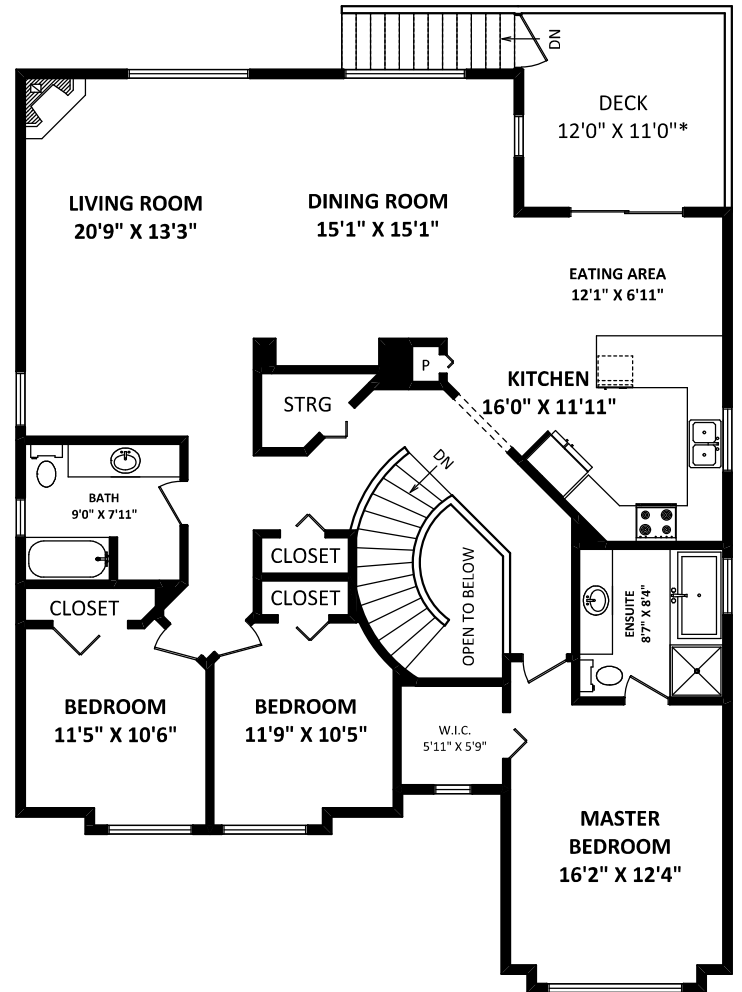 DN
DECK
12'0" X 11'0"*
LIVING ROOM
20'9" X 13'3"
DINING ROOM
15'1" X 15'1"
EATING AREA
12'1" X 6'11"
P
KITCHEN
16'0" X 11'11"
STRG
DN
BATH
9'0" X 7'11"
CLOSET
CLOSET
CLOSET
OPEN TO BELOW
ENSUITE
8'7" X 8'4"
BEDROOM
11'5" X 10'6"
BEDROOM
11'9" X 10'5"
W.I.C.
5'11" X 5'9"
MASTER
BEDROOM
16'2" X 12'4"